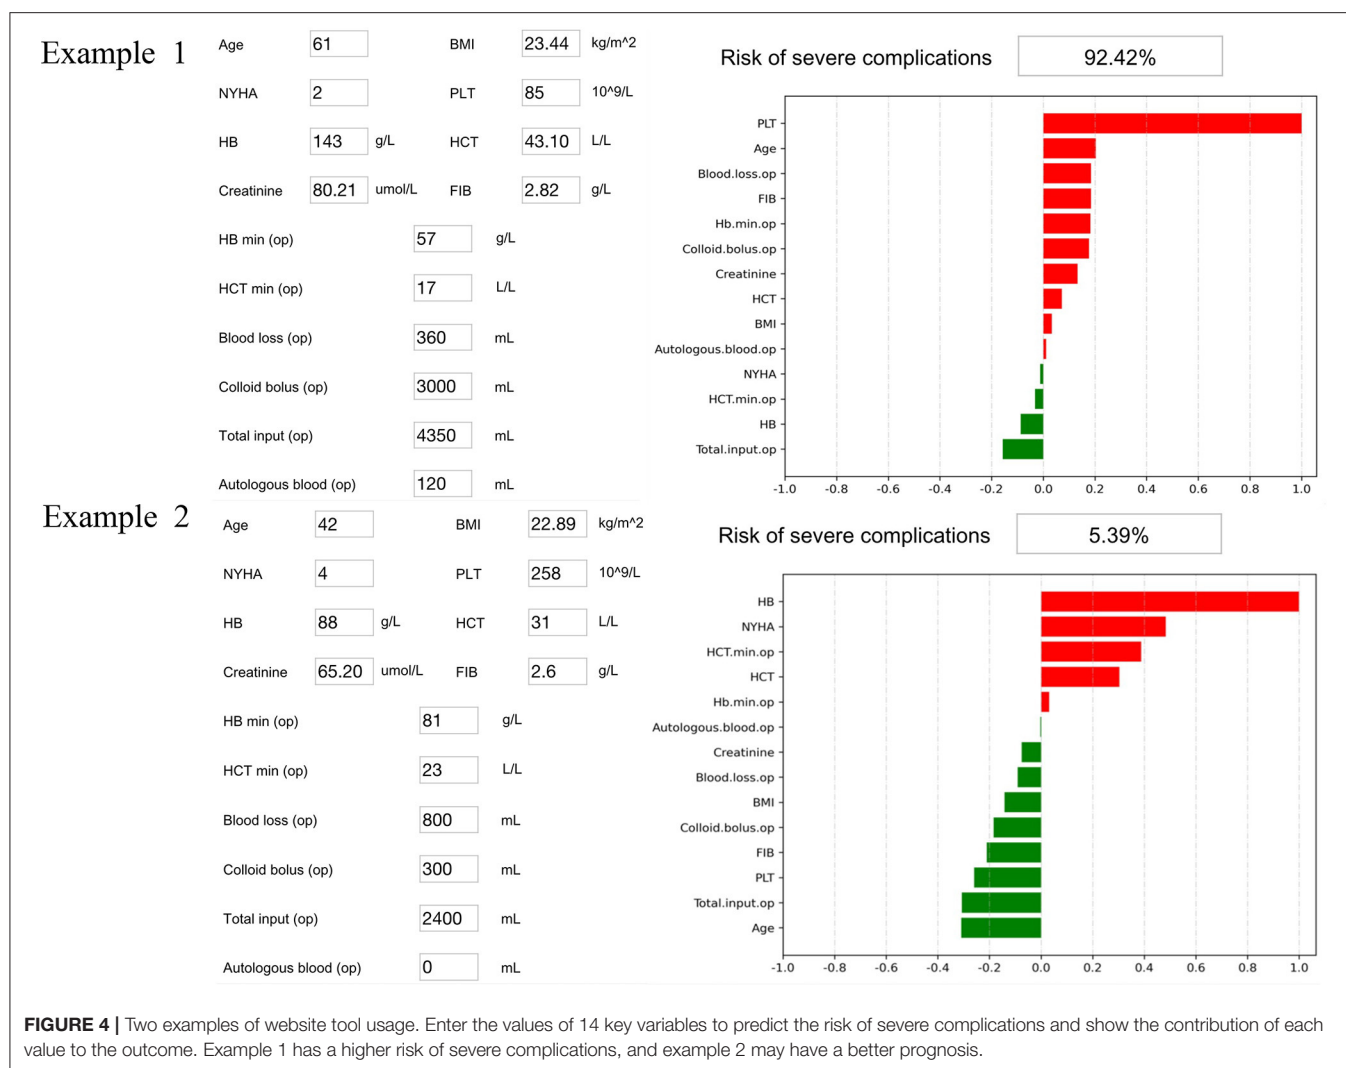 Example 1
Age 61 BMI 23.44 kg/m^2
NYHA 2 PLT 85 10^9/L
HB 143 g/L HCT 43.10 L/L
Creatinine 80.21 umol/L FIB 2.82 g/L
HB min (op) 57 g/L
HCT min (op) 17 L/L
Blood loss (op) 360 mL
Colloid bolus (op) 3000 mL
Total input (op) 4350 mL
Autologous blood (op) 120 mL
Risk of severe complications 92.42%
PLT
Age
Blood.loss.op
FIB
Hb.min.op
Colloid.bolus.op
Creatinine
HCT
BMI
Autologous.blood.op
NYHA
HCT.min.op
HB
Total.input.op
-1.0 -0.8 -0.6 -0.4 -0.2 0.0 0.2 0.4 0.6 0.8 1.0
Example 2
Age 42 BMI 22.89 kg/m^2
NYHA 4 PLT 258 10^9/L
HB 88 g/L HCT 31 L/L
Creatinine 65.20 umol/L FIB 2.6 g/L
HB min (op) 81 g/L
HCT min (op) 23 L/L
Blood loss (op) 800 mL
Colloid bolus (op) 300 mL
Total input (op) 2400 mL
Autologous blood (op) 0 mL
Risk of severe complications 5.39%
HB
NYHA
HCT.min.op
HCT
Hb.min.op
Autologous.blood.op
Creatinine
Blood.loss.op
BMI
Colloid.bolus.op
FIB
PLT
Total.input.op
Age
-1.0 -0.8 -0.6 -0.4 -0.2 0.0 0.2 0.4 0.6 0.8 1.0
FIGURE 4 | Two examples of website tool usage. Enter the values of 14 key variables to predict the risk of severe complications and show the contribution of each
value to the outcome. Example 1 has a higher risk of severe complications, and example 2 may have a better prognosis.